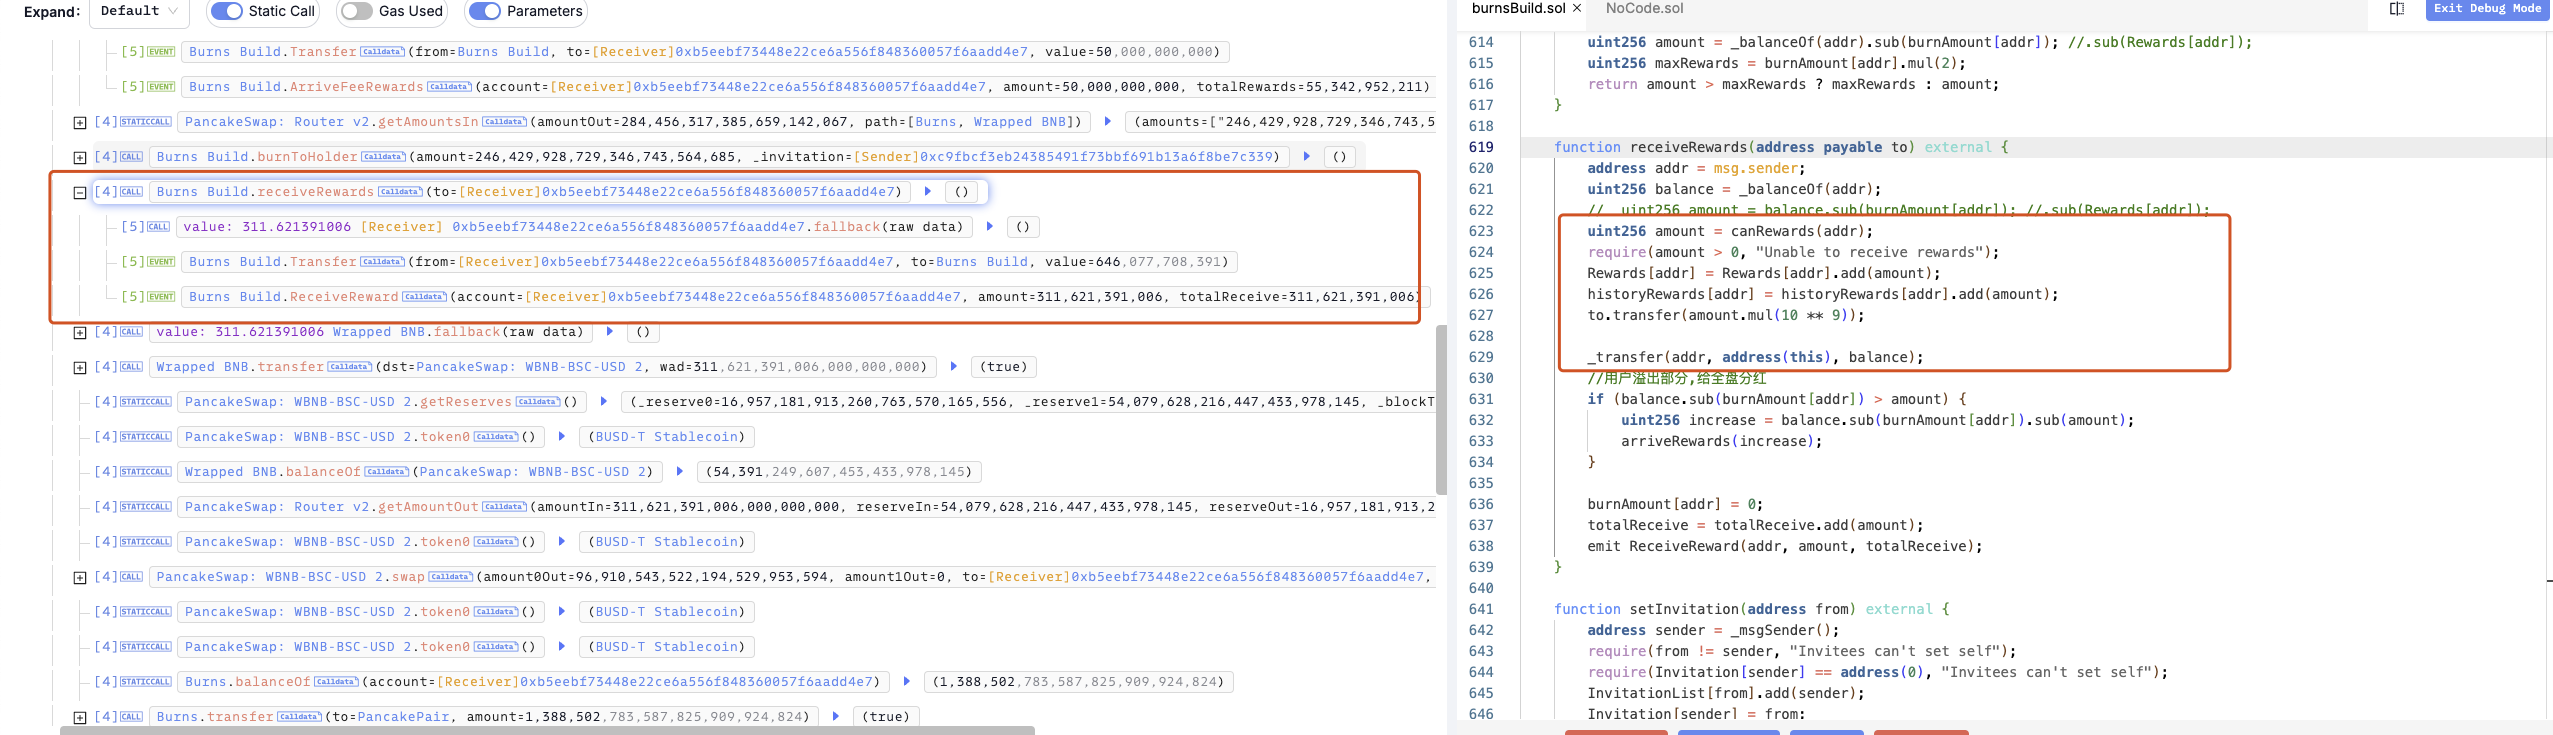 Expand: Default Static Call Gas Used Parameters
[5] EVENT Burns Build.Transfer Calldata (from=Burns Build, to=[Receiver]0xb5eebf73448e22ce6a556f848360057f6aadd4e7, value=50,000,000,000)
[5] EVENT Burns Build.ArriveFeeRewards Calldata (account=[Receiver]0xb5eebf73448e22ce6a556f848360057f6aadd4e7, amount=50,000,000,000, totalRewards=55,342,952,211)
[4] STATICCALL PancakeSwap: Router v2.getAmountsIn Calldata (amountOut=284,456,317,385,659,142,067, path=[Burns, Wrapped BNB]) (amounts=["246,429,928,729,346,743,5
[4] CALL Burns Build.burnToHolder Calldata (amount=246,429,928,729,346,743,564,685, _invitation=[Sender]0xc9fbcf3eb24385491f73bbf691b13a6f8be7c339) ()
[4] CALL Burns Build.receiveRewards Calldata (to=[Receiver]0xb5eebf73448e22ce6a556f848360057f6aadd4e7) ()
[5] CALL value: 311.621391006 [Receiver] 0xb5eebf73448e22ce6a556f848360057f6aadd4e7.fallback(raw data) ()
[5] EVENT Burns Build.Transfer Calldata (from=[Receiver]0xb5eebf73448e22ce6a556f848360057f6aadd4e7, to=Burns Build, value=646,077,708,391)
[5] EVENT Burns Build.ReceiveReward Calldata (account=[Receiver]0xb5eebf73448e22ce6a556f848360057f6aadd4e7, amount=311,621,391,006, totalReceive=311,621,391,006)
[4] CALL value: 311.621391006 Wrapped BNB.fallback(raw data) ()
[4] CALL Wrapped BNB.transfer Calldata (dst=PancakeSwap: WBNB-BSC-USD 2, wad=311,621,391,006,000,000,000) (true)
[4] STATICCALL PancakeSwap: WBNB-BSC-USD 2.getReserves Calldata () (_reserve0=16,957,181,913,260,763,570,165,556, _reserve1=54,079,628,216,447,433,978,145, _blockT
[4] STATICCALL PancakeSwap: WBNB-BSC-USD 2.token0 Calldata () (BUSD-T Stablecoin)
[4] STATICCALL Wrapped BNB.balanceOf Calldata (PancakeSwap: WBNB-BSC-USD 2) (54,391,249,607,453,433,978,145)
[4] STATICCALL PancakeSwap: Router v2.getAmountOut Calldata (amountIn=311,621,391,006,000,000,000, reserveIn=54,079,628,216,447,433,978,145, reserveOut=16,957,181,913,2
[4] STATICCALL PancakeSwap: WBNB-BSC-USD 2.token0 Calldata () (BUSD-T Stablecoin)
[4] CALL PancakeSwap: WBNB-BSC-USD 2.swap Calldata (amount0Out=96,910,543,522,194,529,953,594, amount1Out=0, to=[Receiver]0xb5eebf73448e22ce6a556f848360057f6aadd4e7,
[4] STATICCALL PancakeSwap: WBNB-BSC-USD 2.token0 Calldata () (BUSD-T Stablecoin)
[4] STATICCALL PancakeSwap: WBNB-BSC-USD 2.token0 Calldata () (BUSD-T Stablecoin)
[4] STATICCALL Burns.balanceOf Calldata (account=[Receiver]0xb5eebf73448e22ce6a556f848360057f6aadd4e7) (1,388,502,783,587,825,909,924,824)
[4] CALL Burns.transfer Calldata (to=PancakePair, amount=1,388,502,783,587,825,909,924,824) (true)
burnsBuild.sol × NoCode.sol Exit Debug Mode
614 uint256 amount = _balanceOf(addr).sub(burnAmount[addr]); //.sub(Rewards[addr]);
615 uint256 maxRewards = burnAmount[addr].mul(2);
616 return amount > maxRewards ? maxRewards : amount;
617 }
618
619 function receiveRewards(address payable to) external {
620 address addr = msg.sender;
621 uint256 balance = _balanceOf(addr);
622 // uint256 amount = balance.sub(burnAmount[addr]); //.sub(Rewards[addr]);
623 uint256 amount = canRewards(addr);
624 require(amount > 0, "Unable to receive rewards");
625 Rewards[addr] = Rewards[addr].add(amount);
626 historyRewards[addr] = historyRewards[addr].add(amount);
627 to.transfer(amount.mul(10 ** 9));
628
629 _transfer(addr, address(this), balance);
630 //用户溢出部分,给全盘分红
631 if (balance.sub(burnAmount[addr]) > amount) {
632 uint256 increase = balance.sub(burnAmount[addr]).sub(amount);
633 arriveRewards(increase);
634 }
635
636 burnAmount[addr] = 0;
637 totalReceive = totalReceive.add(amount);
638 emit ReceiveReward(addr, amount, totalReceive);
639 }
640
641 function setInvitation(address from) external {
642 address sender = _msgSender();
643 require(from != sender, "Invitees can't set self");
644 require(Invitation[sender] == address(0), "Invitees can't set self");
645 InvitationList[from].add(sender);
646 Invitation[sender] = from;